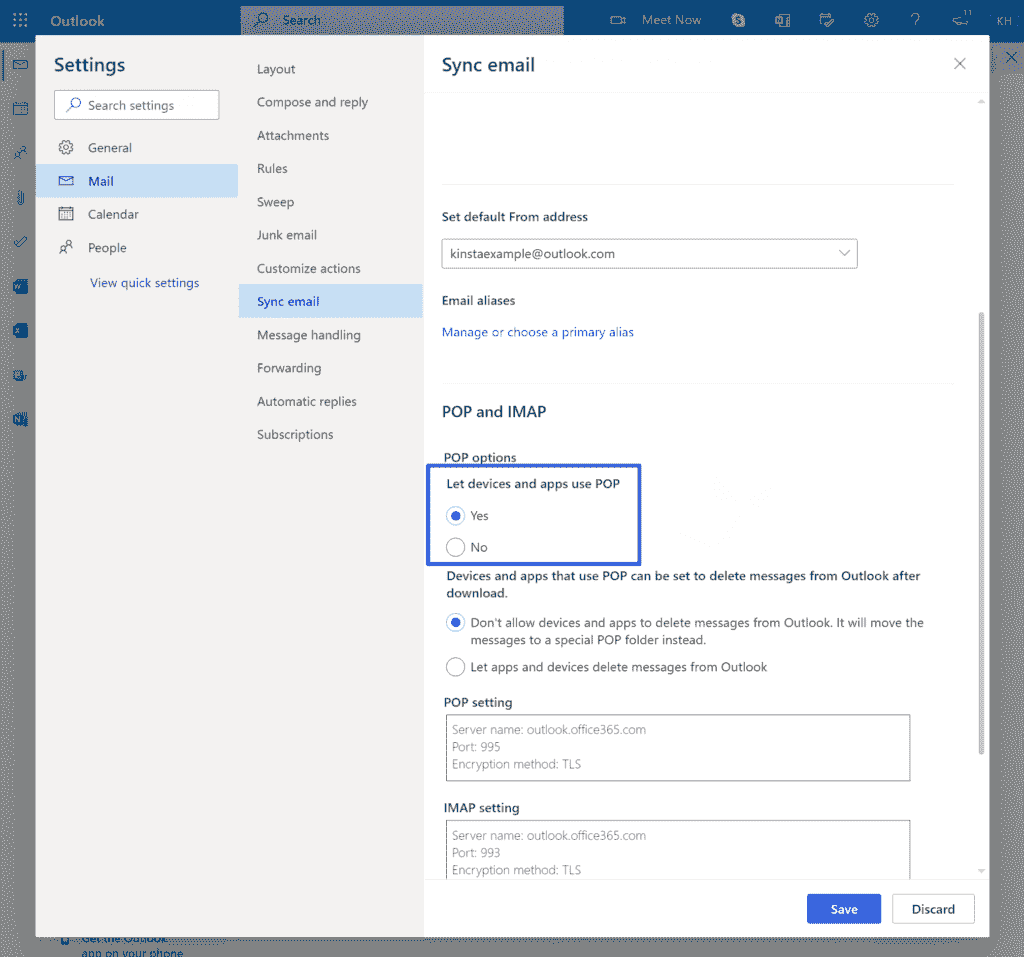 Outlook
Search
Meet Now
11
KH
Settings
Search settings
General
Mail
Calendar
People
View quick settings
Layout
Compose and reply
Attachments
Rules
Sweep
Junk email
Customize actions
Sync email
Message handling
Forwarding
Automatic replies
Subscriptions
Sync email
Set default From address
kinstaexample@outlook.com
Email aliases
Manage or choose a primary alias
POP and IMAP
POP options
Let devices and apps use POP
Yes
No
Devices and apps that use POP can be set to delete messages from Outlook after
download.
Don't allow devices and apps to delete messages from Outlook. It will move the
messages to a special POP folder instead.
Let apps and devices delete messages from Outlook
POP setting
Server name: outlook.office365.com
Port: 995
Encryption method: TLS
IMAP setting
Server name: outlook.office365.com
Port: 993
Encryption method: TLS
Save
Discard
Get the Outlook
app on your phone